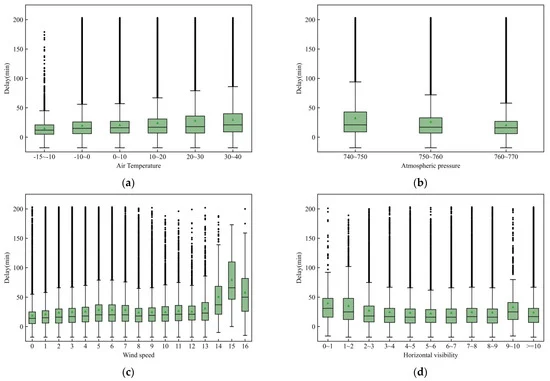 200
150
100
50
0
Delay(min)
-15~-10 -10~0 0~10 10~20 20~30 30~40
Air Temperature
(a)
200
150
100
50
0
Delay(min)
740~750 750~760 760~770
Atmospheric pressure
(b)
200
150
100
50
0
Delay(min)
0 1 2 3 4 5 6 7 8 9 10 11 12 13 14 15 16
Wind speed
(c)
200
150
100
50
0
Delay(min)
0~1 1~2 2~3 3~4 4~5 5~6 6~7 7~8 8~9 9~10 >=10
Horizontal visibility
(d)